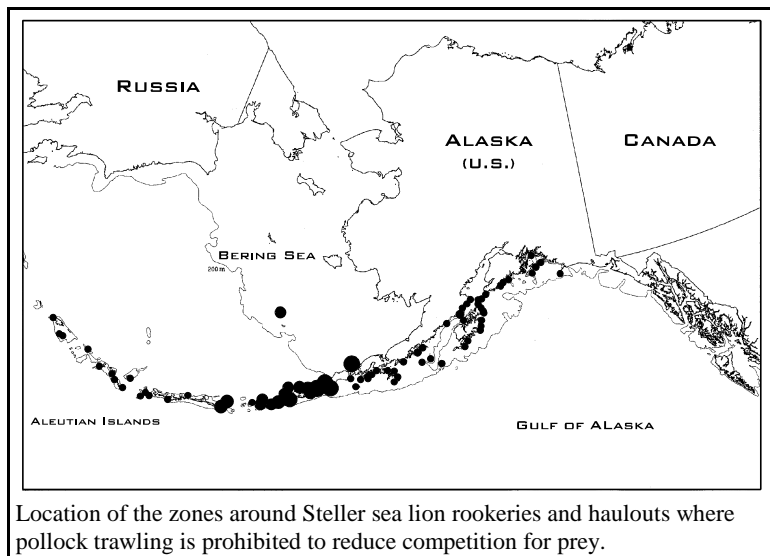 RUSSIA
ALASKA
(U.S.)
CANADA
BERING SEA
200 m
ALEUTIAN ISLANDS
GULF OF ALASKA
Location of the zones around Steller sea lion rookeries and haulouts where
pollock trawling is prohibited to reduce competition for prey.